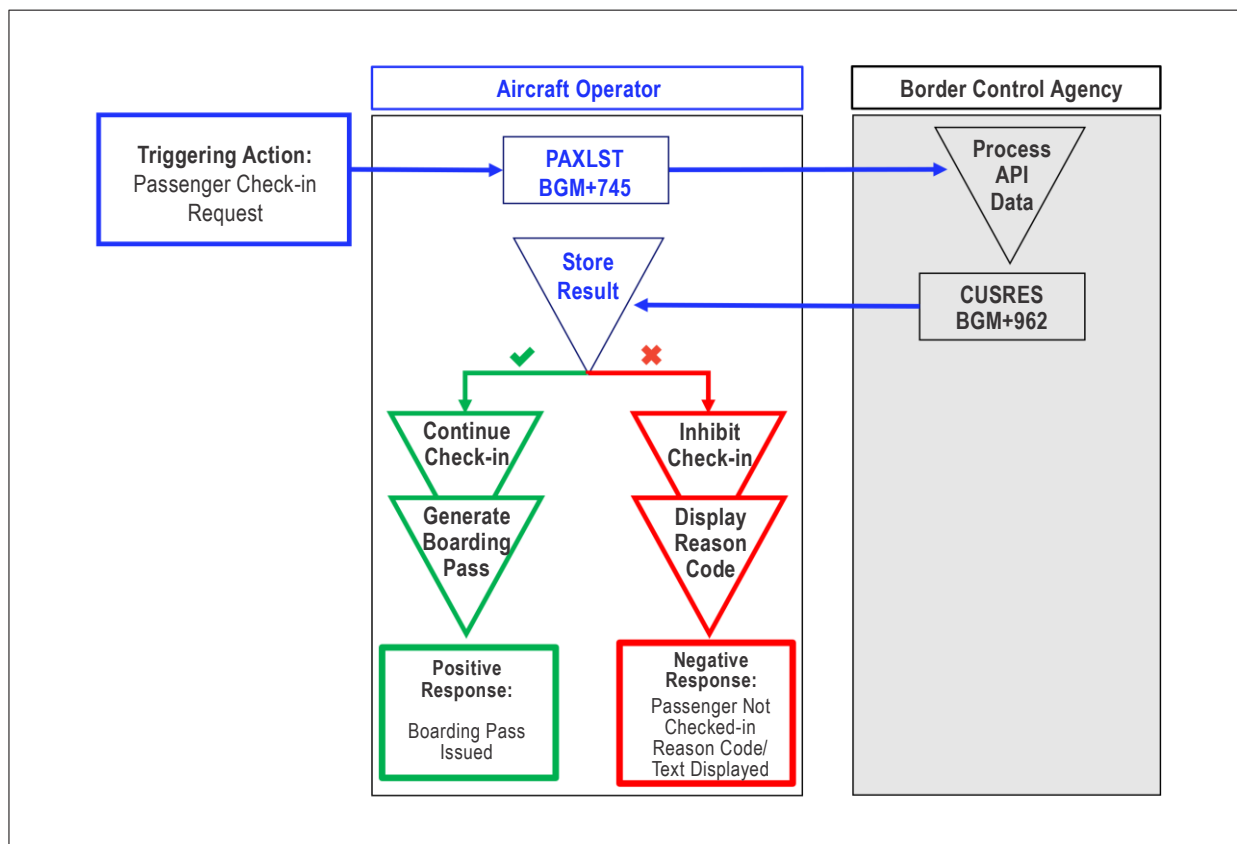 Aircraft Operator
Border Control Agency
Triggering Action:
Passenger Check-in
Request
PAXLST
BGM+745
Process
API
Data
Store
Result
CUSRES
BGM+962
Continue
Check-in
Inhibit
Check-in
Generate
Boarding
Pass
Display
Reason
Code
Positive
Response:
Boarding Pass
Issued
Negative
Response:
Passenger Not
Checked-in
Reason Code/
Text Displayed